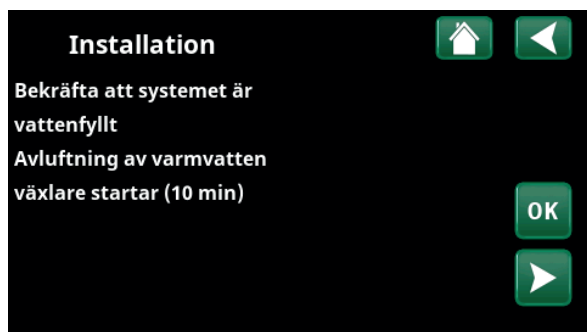 Installation
Bekräfta att systemet är
vattenfyllt
Avluftning av varmvatten
växlare startar (10 min)
OK